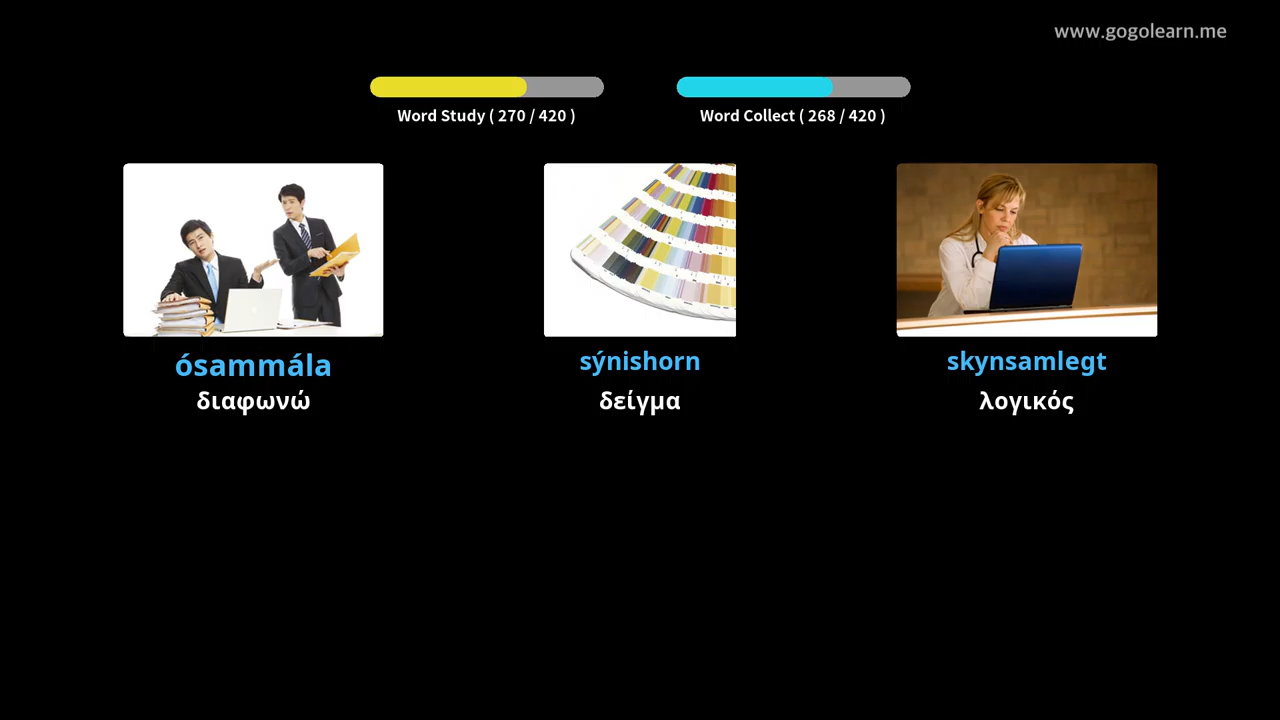 www.gogolearn.me
Word Study ( 270 / 420 )
Word Collect ( 268 / 420 )
ósammála
sýnishorn
skynsamlegt
διαφωνώ
δείγμα
λογικός